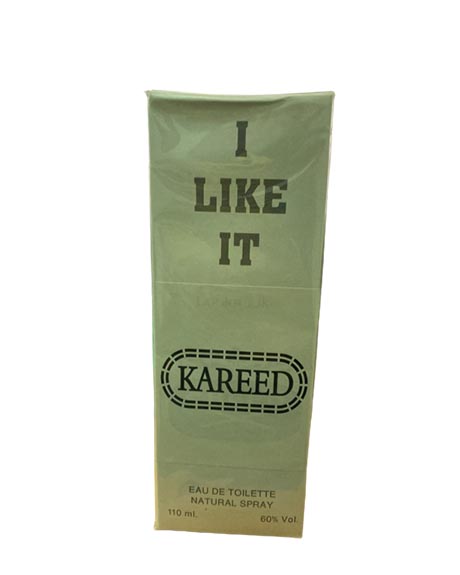 I
LIKE
IT
KAREED
EAU DE TOILETTE
NATURAL SPRAY
110 ml.
60% Vol.